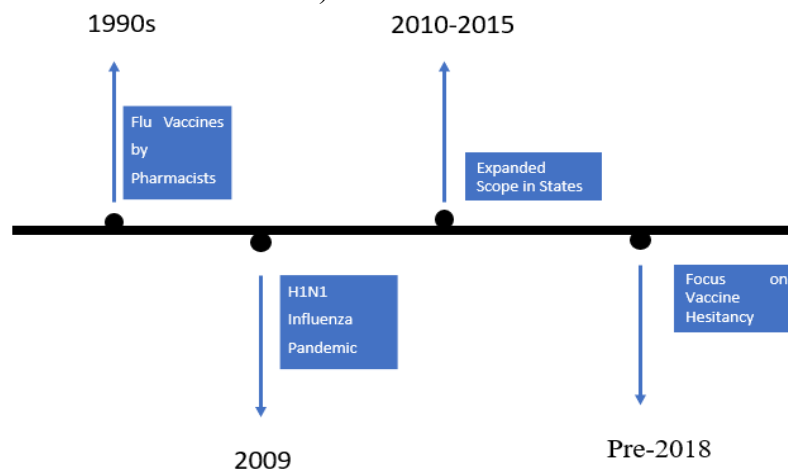 1990s
2010-2015
Flu Vaccines
by
Pharmacists
Expanded
Scope in States
H1N1
Influenza
Pandemic
Focus on
Vaccine
Hesitancy
2009
Pre-2018